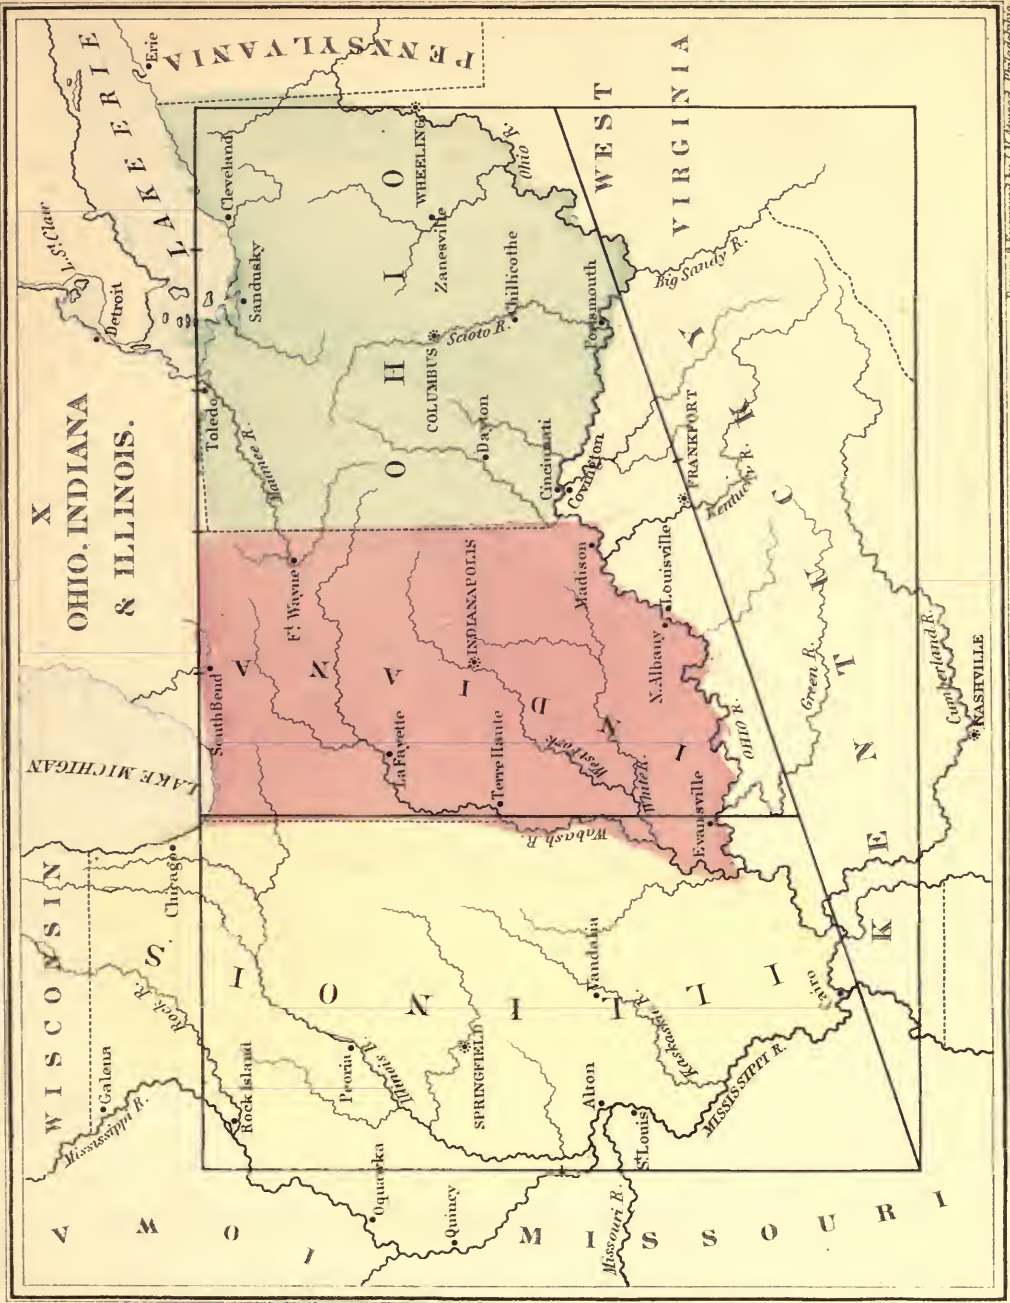 X
OHIO, INDIANA
& ILLINOIS.
PENNSYLVANIA
Erie
LAKE ERIE
L. St. Clair
Detroit
WEST
VIRGINIA
Cleveland
WHEELING
Ohio R.
Sandusky
Zanesville
Chillicothe
Portsmouth
Big Sandy R.
OHIO
COLUMBUS
Scioto R.
Toledo
Maumee R.
Dayton
Cincinnati
Covington
FRANKFORT
Kentucky R.
KENTUCKY
Ft. Wayne
INDIANAPOLIS
Madison
Louisville
South Bend
INDIANA
N. Albany
LAKE MICHIGAN
La Fayette
Terre Haute
West Fork
White R.
OHIO R.
Green R.
Cumberland R.
NASHVILLE
Evansville
Wabash R.
WISCONSIN
Chicago
ILLINOIS
Vandalia
Cairo
Rock R.
Kaskaskia R.
Galena
Mississippi R.
Rock Island
Peoria
Illinois R.
SPRINGFIELD
Alton
St. Louis
MISSISSIPPI R.
Oquawka
Quincy
Missouri R.
IOWA
MISSOURI